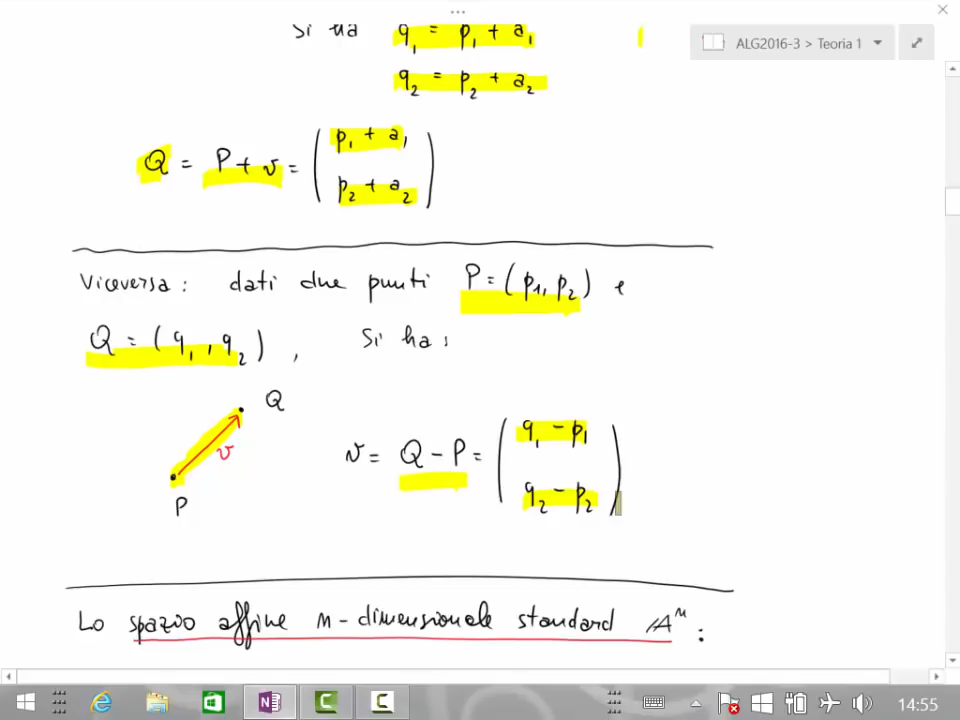 Si ha q₁ = p₁ + a₁
ALG2016-3 > Teoria 1
q₂ = p₂ + a₂
Q = P + v = ( p₁ + a₁
p₂ + a₂ )
Viceversa: dati due punti P = (p₁, p₂) e
Q = (q₁, q₂), si ha:
Q
v
P
v = Q - P = ( q₁ - p₁
q₂ - p₂ )
Lo spazio affine n-dimensionale standard 𝔸ⁿ:
14:55